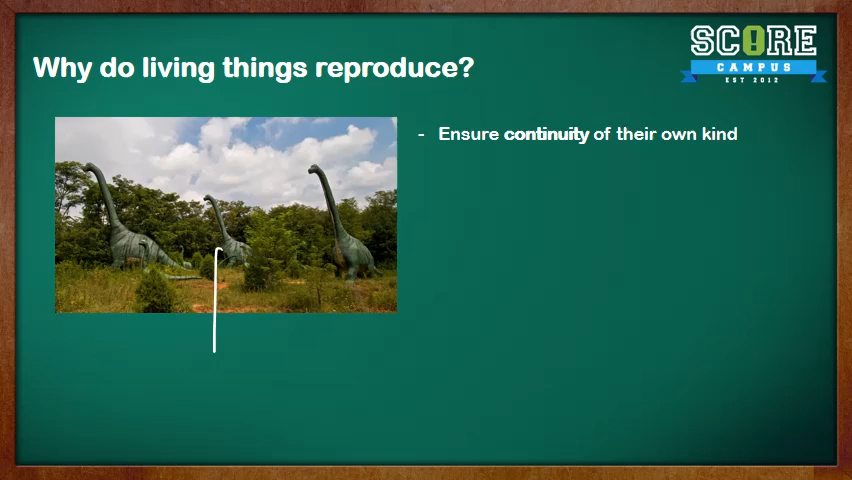 SCORE
CAMPUS
EST 2012
Why do living things reproduce?
- Ensure continuity of their own kind